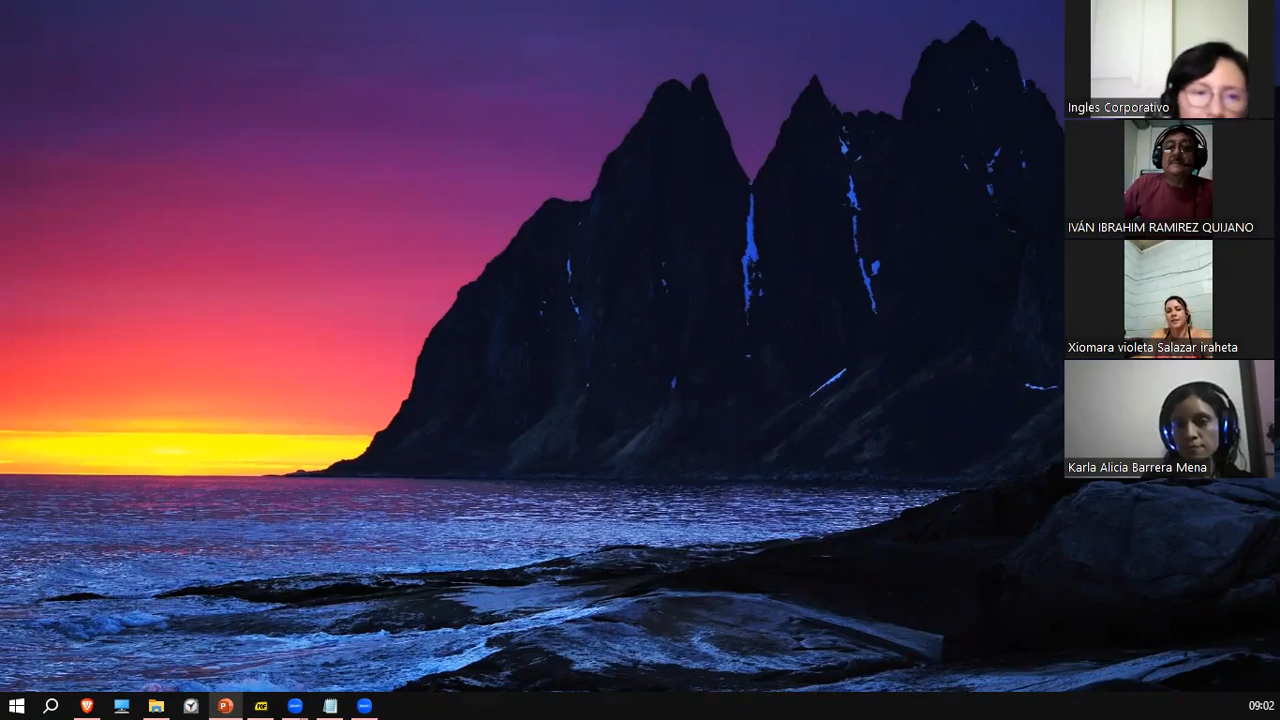 Ingles Corporativo
IVÁN IBRAHIM RAMIREZ QUIJANO
Xiomara violeta Salazar iraheta
Karla Alicia Barrera Mena
09:02